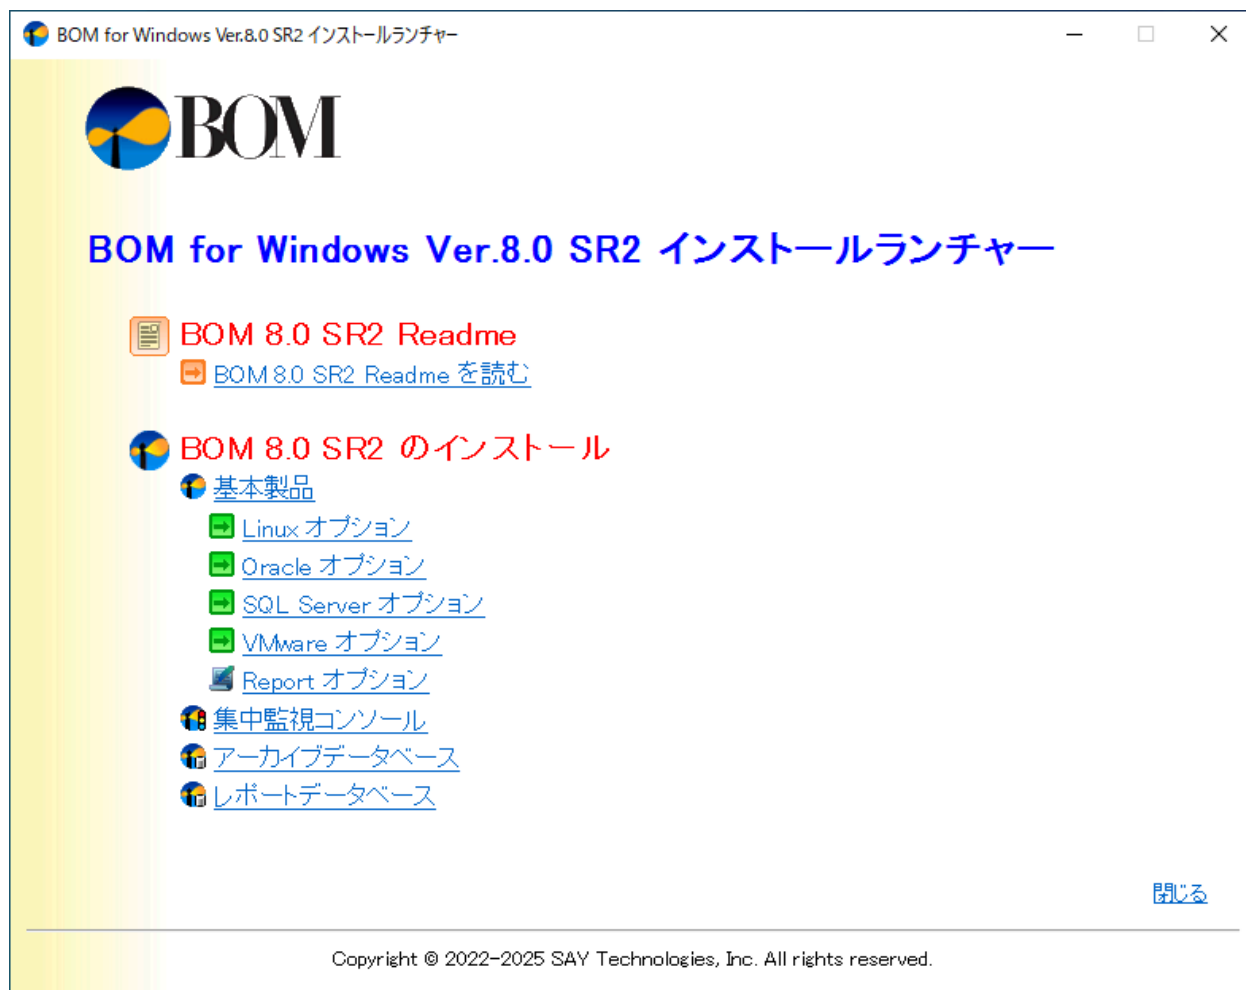 BOM for Windows Ver.8.0 SR2 インストールランチャー
BOM
BOM for Windows Ver.8.0 SR2 インストールランチャー
BOM 8.0 SR2 Readme
BOM 8.0 SR2 Readme を読む
BOM 8.0 SR2 のインストール
基本製品
Linux オプション
Oracle オプション
SQL Server オプション
VMware オプション
Report オプション
集中監視コンソール
アーカイブデータベース
レポートデータベース
閉じる
Copyright © 2022-2025 SAY Technologies, Inc. All rights reserved.